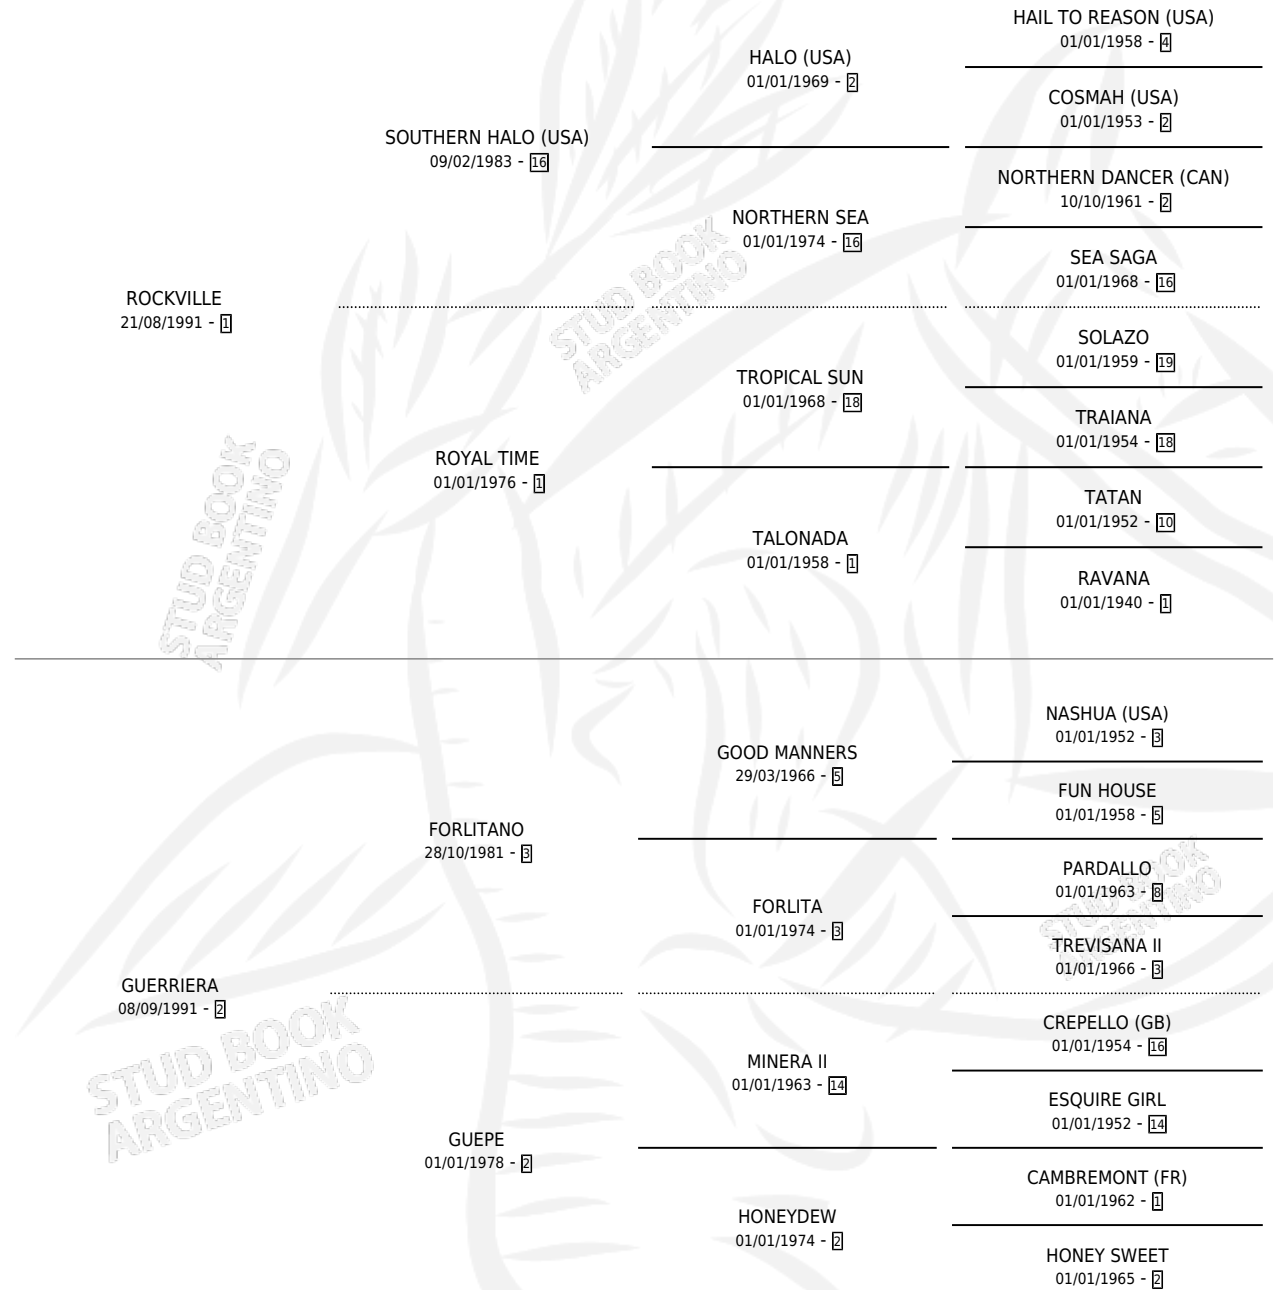 HAIL TO REASON (USA)
01/01/1958 - 4
HALO (USA)
01/01/1969 - 2
COSMAH (USA)
01/01/1953 - 2
SOUTHERN HALO (USA)
09/02/1983 - 16
NORTHERN DANCER (CAN)
10/10/1961 - 2
NORTHERN SEA
01/01/1974 - 16
SEA SAGA
01/01/1968 - 16
ROCKVILLE
21/08/1991 - 1
STUD BOOK
ARGENTINO
SOLAZO
01/01/1959 - 19
TROPICAL SUN
01/01/1968 - 18
TRAIANA
01/01/1954 - 18
ROYAL TIME
01/01/1976 - 1
TATAN
01/01/1952 - 10
TALONADA
01/01/1958 - 1
RAVANA
01/01/1940 - 1
STUD BOOK
ARGENTINO
NASHUA (USA)
01/01/1952 - 3
GOOD MANNERS
29/03/1966 - 5
FUN HOUSE
01/01/1958 - 5
FORLITANO
28/10/1981 - 3
PARDALLO
01/01/1963 - 8
FORLITA
01/01/1974 - 3
STUD BOOK
ARGENTINO
TREVISANA II
01/01/1966 - 3
GUERRIERA
08/09/1991 - 2
CREPELLO (GB)
01/01/1954 - 16
MINERA II
01/01/1963 - 14
STUD BOOK
ARGENTINO
ESQUIRE GIRL
01/01/1952 - 14
GUEPE
01/01/1978 - 2
CAMBREMONT (FR)
01/01/1962 - 1
HONEYDEW
01/01/1974 - 2
HONEY SWEET
01/01/1965 - 2